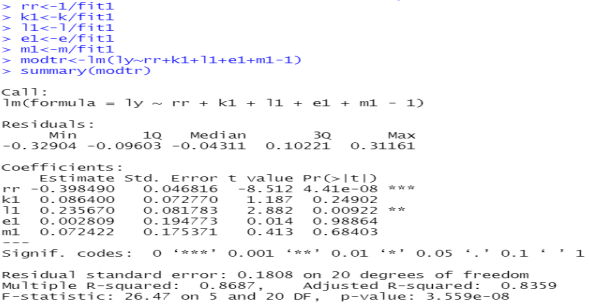 > rr<-1/fit1
> k1<-k/fit1
> l1<-l/fit1
> e1<-e/fit1
> m1<-m/fit1
> modtr<-lm(ly~rr+k1+l1+e1+m1-1)
> summary(modtr)
Call:
lm(formula = ly ~ rr + k1 + l1 + e1 + m1 - 1)
Residuals:
Min 1Q Median 3Q Max
-0.32904 -0.09603 -0.04311 0.10221 0.31161
Coefficients:
Estimate Std. Error t value Pr(>|t|)
rr -0.398490 0.046816 -8.512 4.41e-08 ***
k1 0.086400 0.072770 1.187 0.24902
l1 0.235670 0.081783 2.882 0.00922 **
e1 0.002809 0.194773 0.014 0.98864
m1 0.072422 0.175371 0.413 0.68403
---
Signif. codes: 0 ‘***’ 0.001 ‘**’ 0.01 ‘*’ 0.05 ‘.’ 0.1 ‘ ’ 1
Residual standard error: 0.1808 on 20 degrees of freedom
Multiple R-squared: 0.8687, Adjusted R-squared: 0.8359
F-statistic: 26.47 on 5 and 20 DF, p-value: 3.559e-08